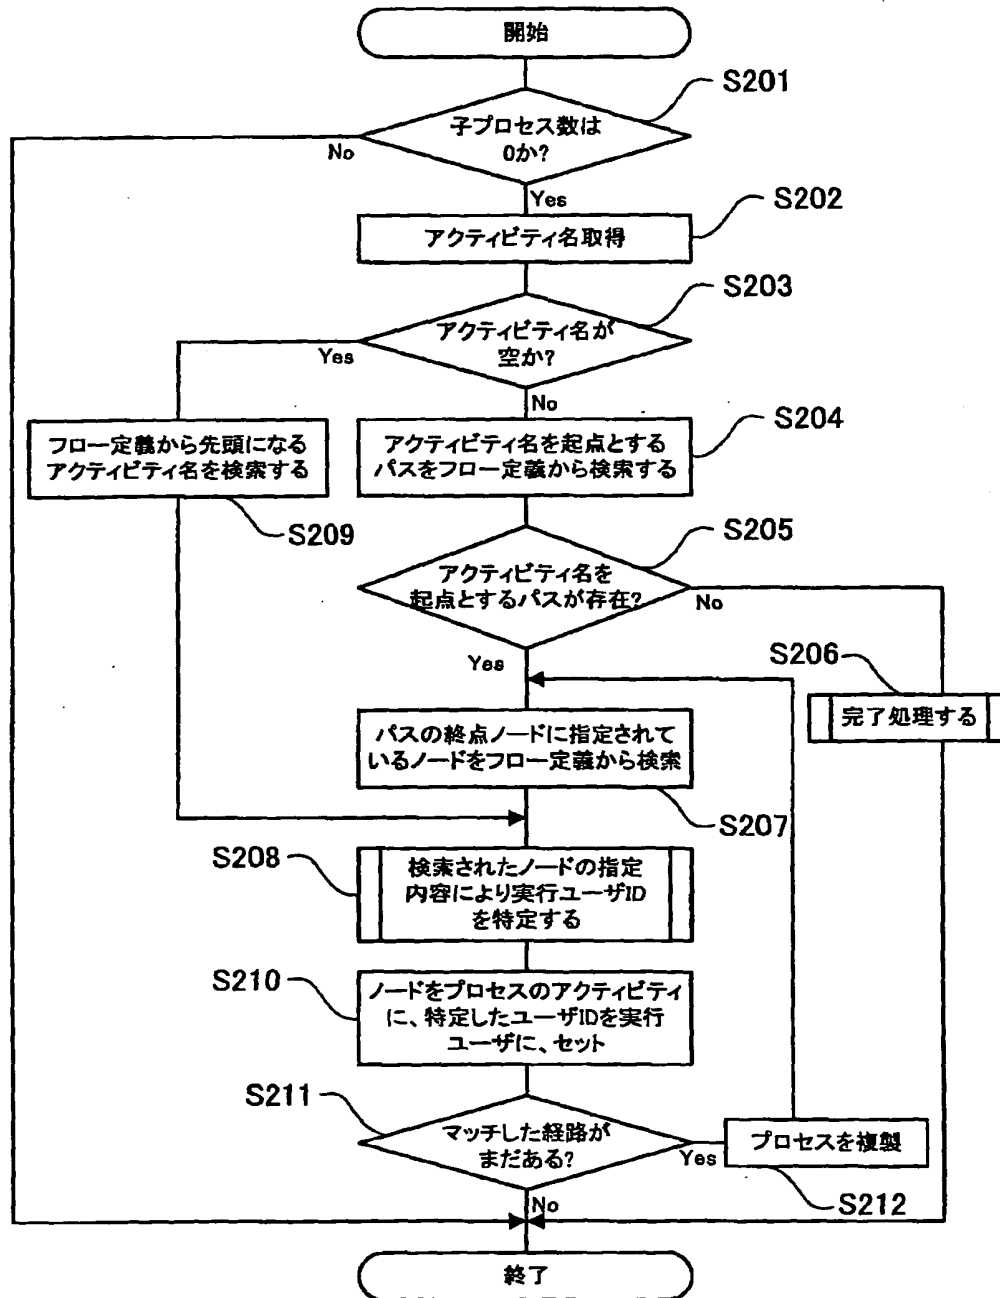 開始
S201
子プロセス数は
0か?
No
Yes
S202
アクティビティ名取得
S203
アクティビティ名が
空か?
Yes
No
S204
フロー定義から先頭になる
アクティビティ名を検索する
アクティビティ名を起点とする
パスをフロー定義から検索する
S209
S205
アクティビティ名を
起点とするパスが存在?
No
Yes
S206
完了処理する
パスの終点ノードに指定されて
いるノードをフロー定義から検索
S207
S208
検索されたノードの指定
内容により実行ユーザID
を特定する
S210
ノードをプロセスのアクティビティ
に、特定したユーザIDを実行
ユーザに、セット
S211
マッチした経路が
まだある?
Yes
プロセスを複製
No
S212
終了